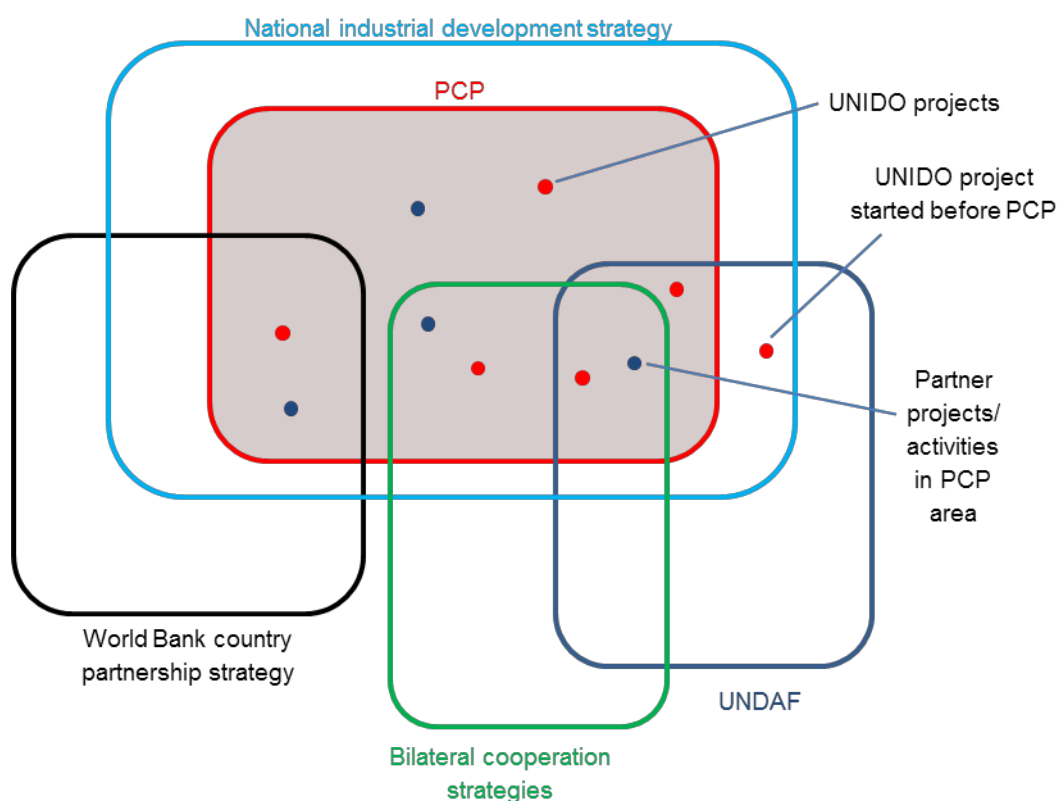 National industrial development strategy
PCP
UNIDO projects
UNIDO project
started before PCP
Partner
projects/
activities
in PCP
area
World Bank country
partnership strategy
UNDAF
Bilateral cooperation
strategies